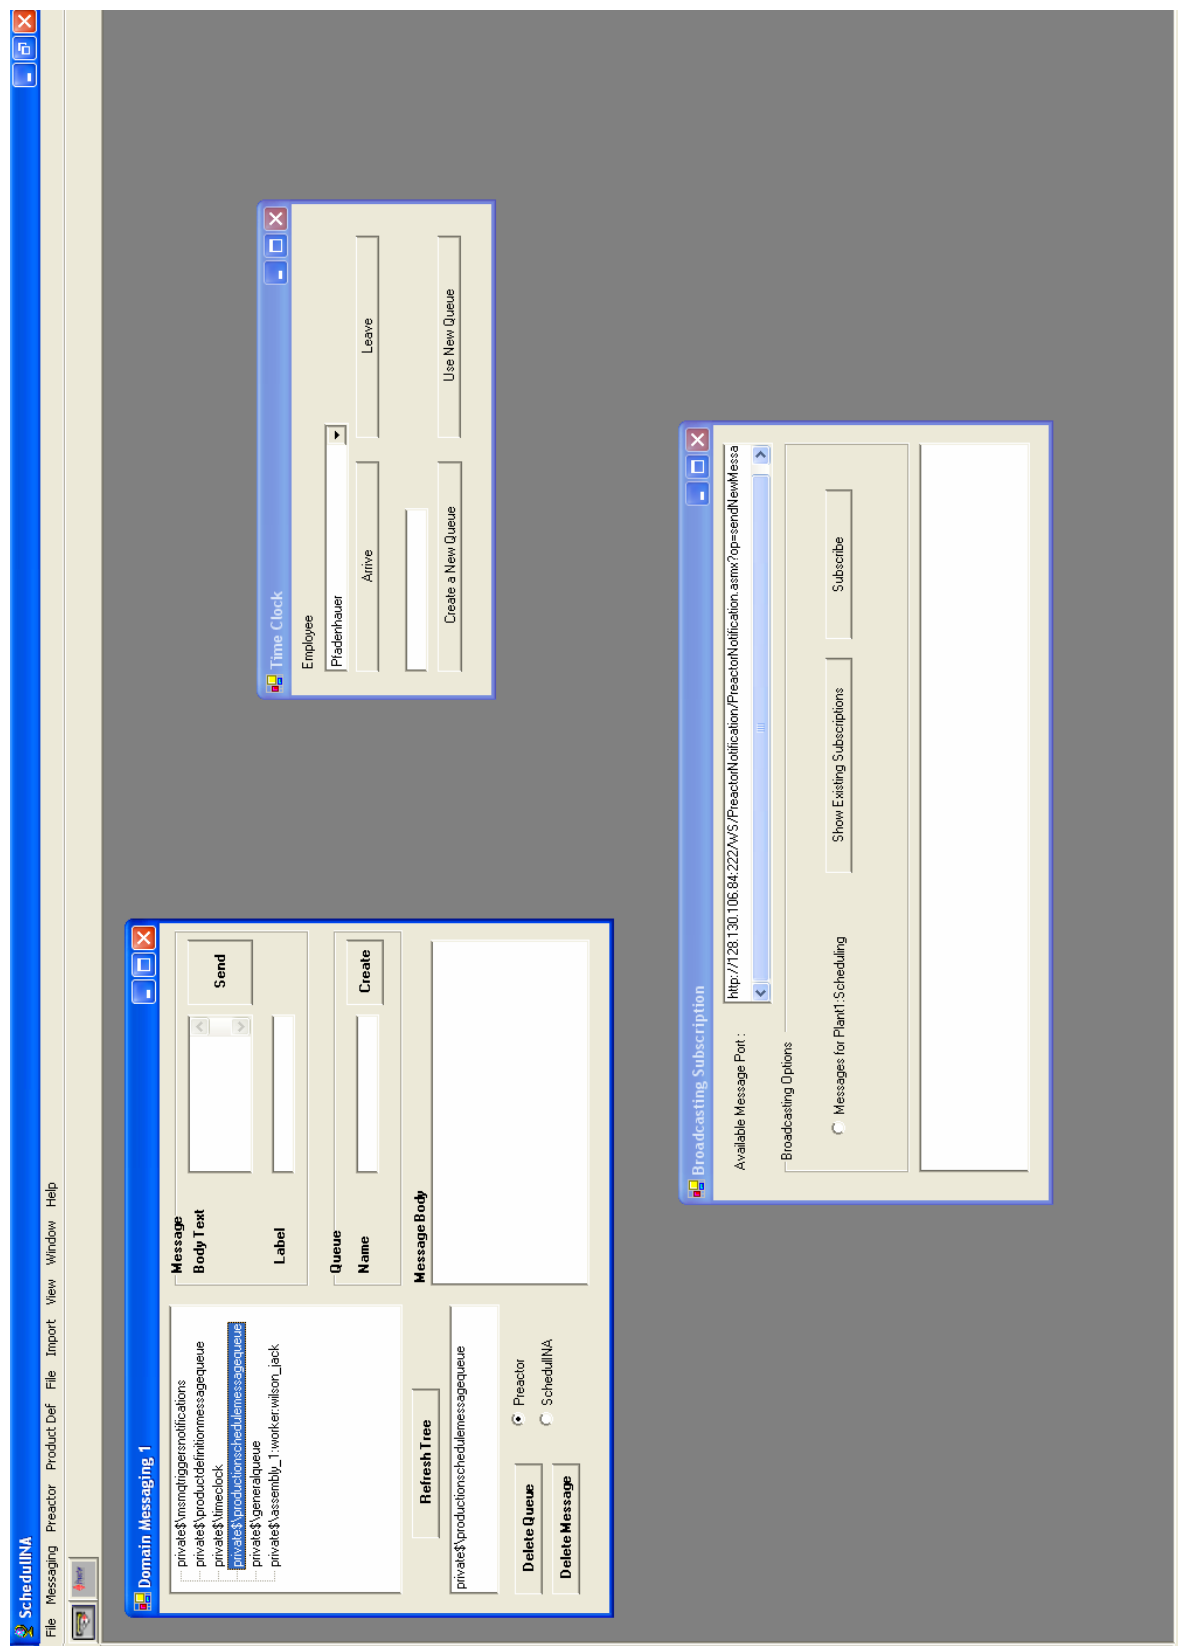 SchedulINA
File Messaging Preactor Product Def File Import View Window Help
Domain Messaging 1
private$\msmqtriggersnotifications
private$\productdefinitionmessagequeue
private$\timeclock
private$\productionschedulemessagequeue
private$\generalqueue
private$\assembly_1:worker:wilson_jack
Refresh Tree
private$\productionschedulemessagequeue
Delete Queue
Preactor
Delete Message
SchedulINA
Message
Body Text
Send
Label
Queue
Name
Create
Message Body
Time Clock
Employee
Pfadenhauer
Arrive
Leave
Create a New Queue
Use New Queue
Broadcasting Subscription
Available Message Port :
http://128.130.106.84:222/WS/PreactorNotification/PreactorNotification.asmx?op=sendNewMessa
Broadcasting Options
Messages for Plant1:Scheduling
Show Existing Subscriptions
Subscribe